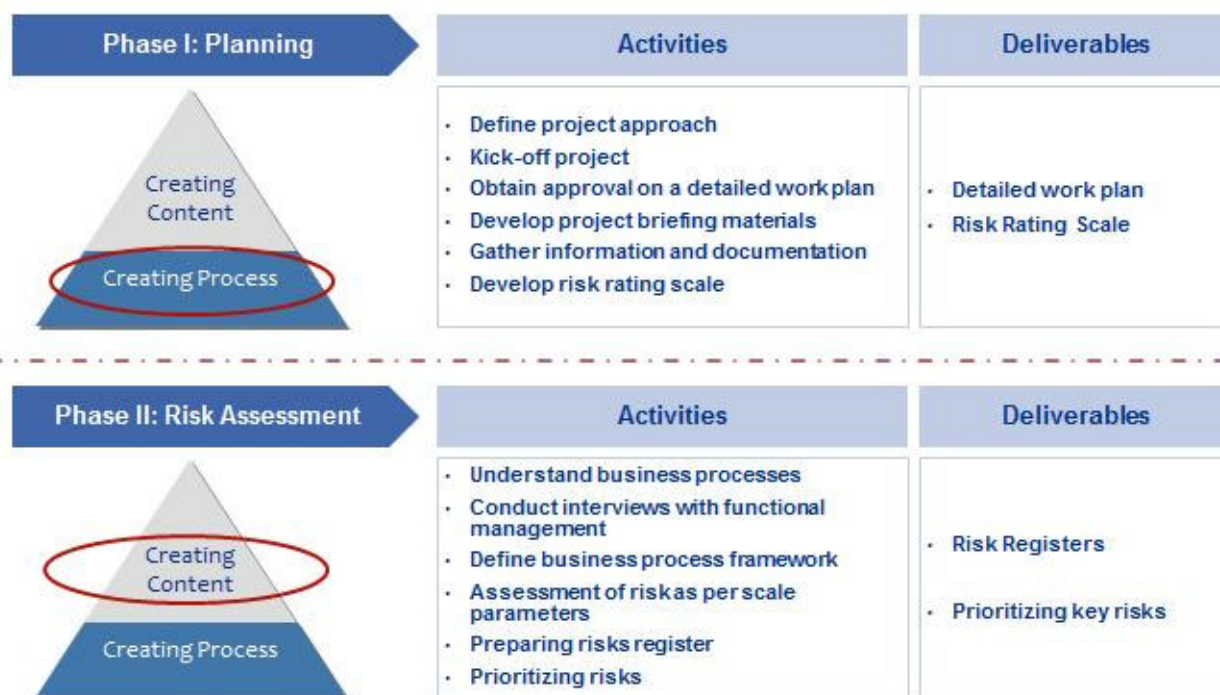 Phase I: Planning
Activities
Deliverables
Creating
Content
Creating Process
· Define project approach
· Kick-off project
· Obtain approval on a detailed work plan
· Develop project briefing materials
· Gather information and documentation
· Develop risk rating scale
· Detailed work plan
· Risk Rating Scale
Phase II: Risk Assessment
Activities
Deliverables
Creating
Content
Creating Process
· Understand business processes
· Conduct interviews with functional
management
· Define business process framework
· Assessment of risk as per scale
parameters
· Preparing risks register
· Prioritizing risks
· Risk Registers
· Prioritizing key risks